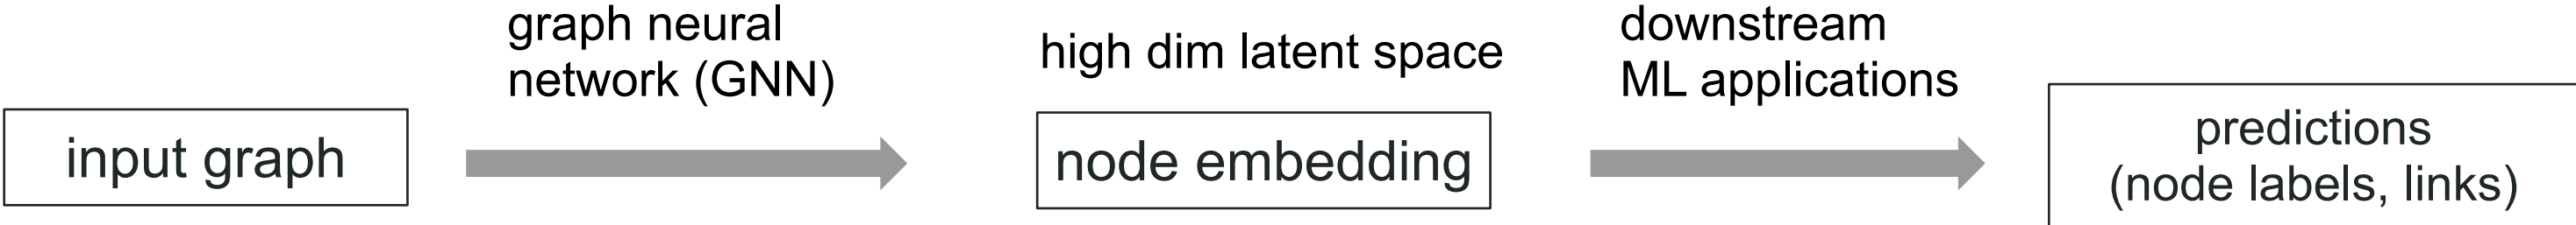 input graph
graph neural
network (GNN)
high dim latent space
node embedding
downstream
ML applications
predictions
(node labels, links)